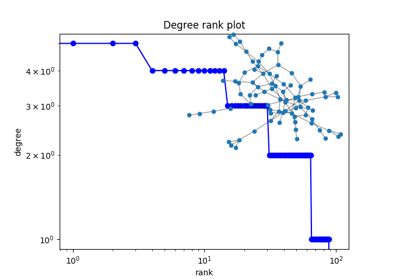 Degree rank plot
4 × 10⁰
3 × 10⁰
degree
2 × 10⁰
10⁰
10⁰ 10¹ 10²
rank